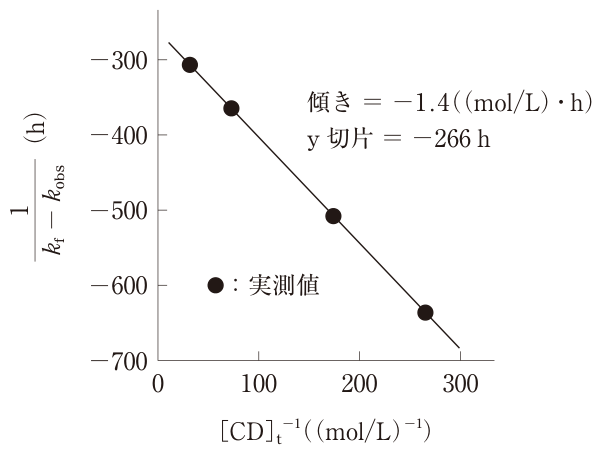 −300
−400
−500
−600
−700
1
k_f − k_obs
(h)
傾き = −1.4((mol/L)・h)
y 切片 = −266 h
●：実測値
0 100 200 300
[CD]_t^{−1}((mol/L)^{−1})